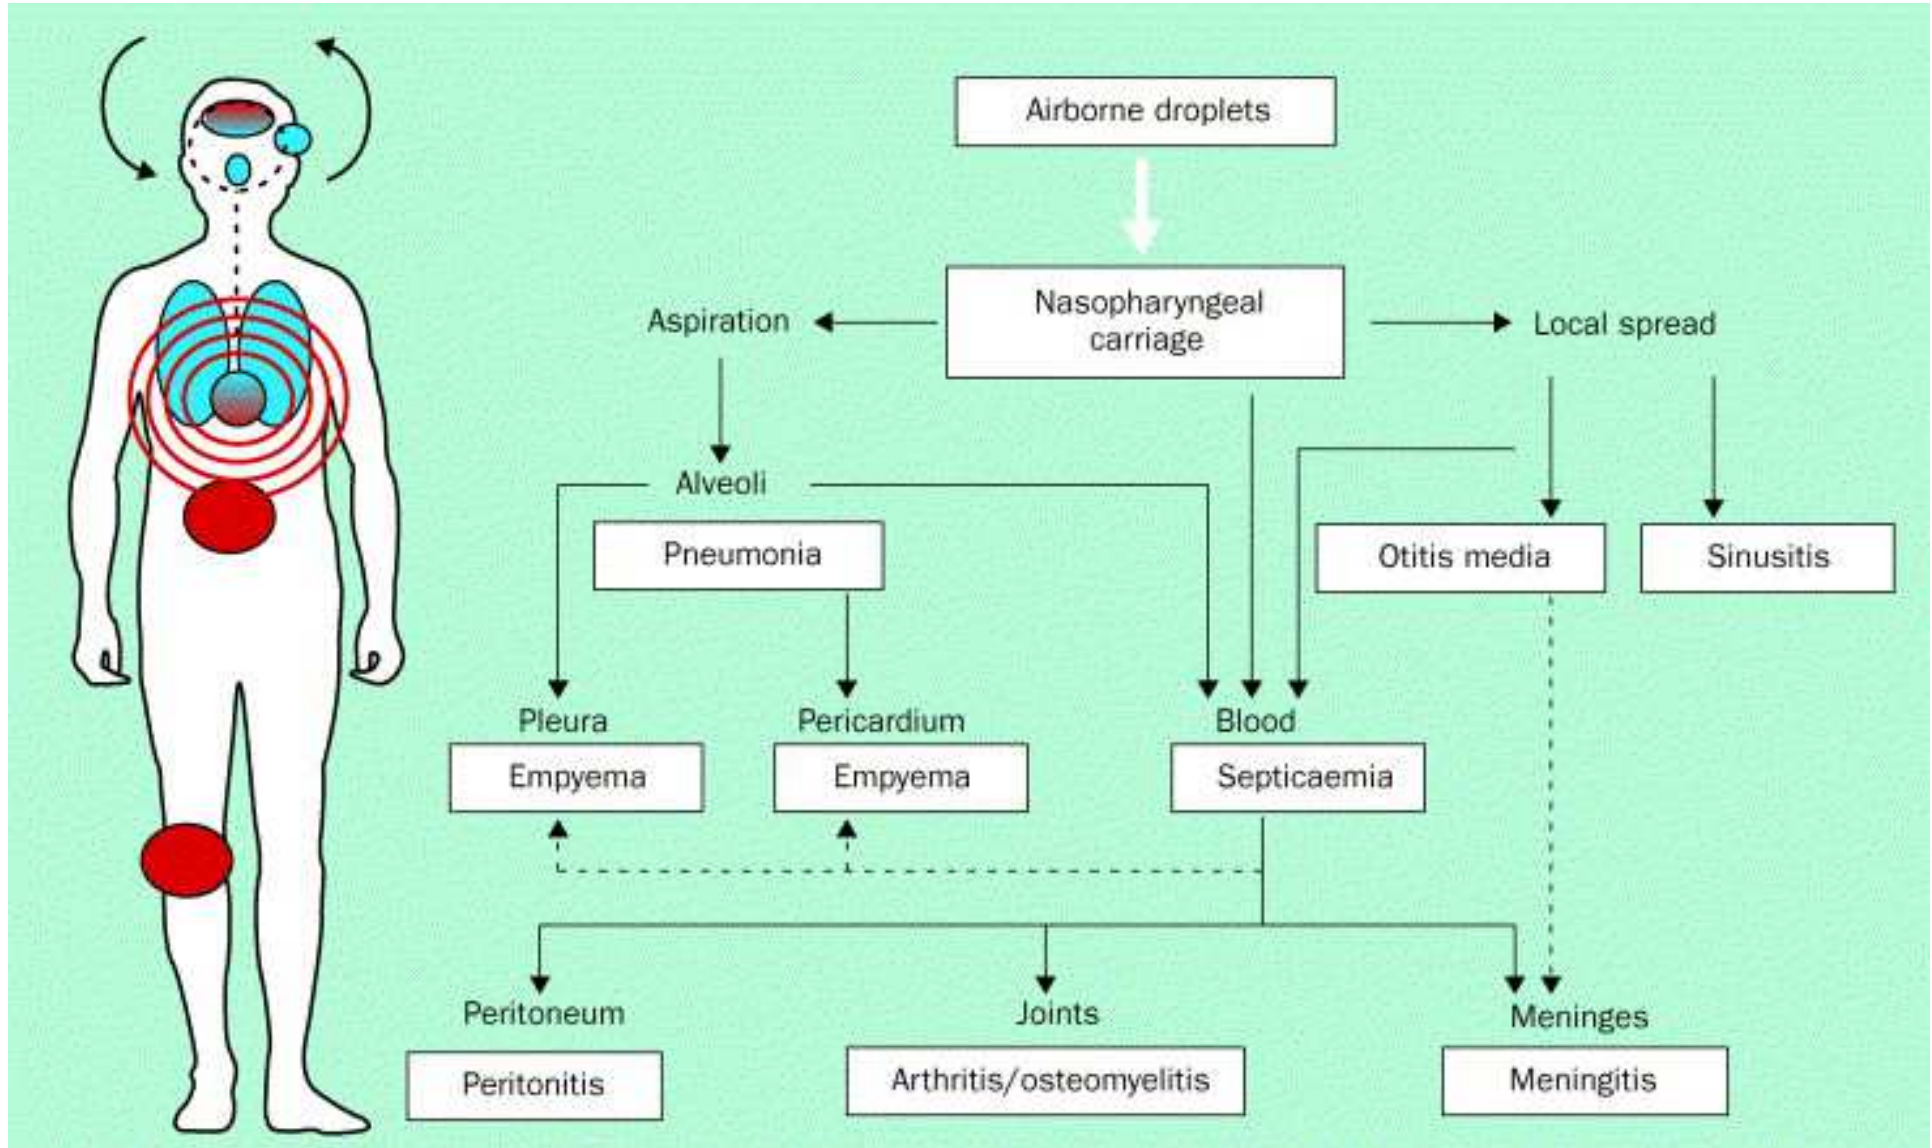 Airborne droplets
Nasopharyngeal
carriage
Aspiration
Local spread
Alveoli
Pneumonia
Otitis media
Sinusitis
Pleura
Pericardium
Blood
Empyema
Empyema
Septicaemia
Peritoneum
Joints
Meninges
Peritonitis
Arthritis/osteomyelitis
Meningitis